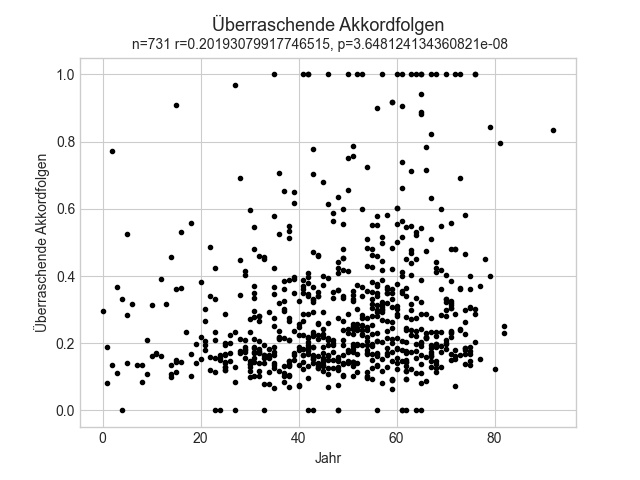 Überraschende Akkordfolgen
n=731 r=0.20193079917746515, p=3.648124134360821e-08
Überraschende Akkordfolgen
1.0
0.8
0.6
0.4
0.2
0.0
0 20 40 60 80
Jahr